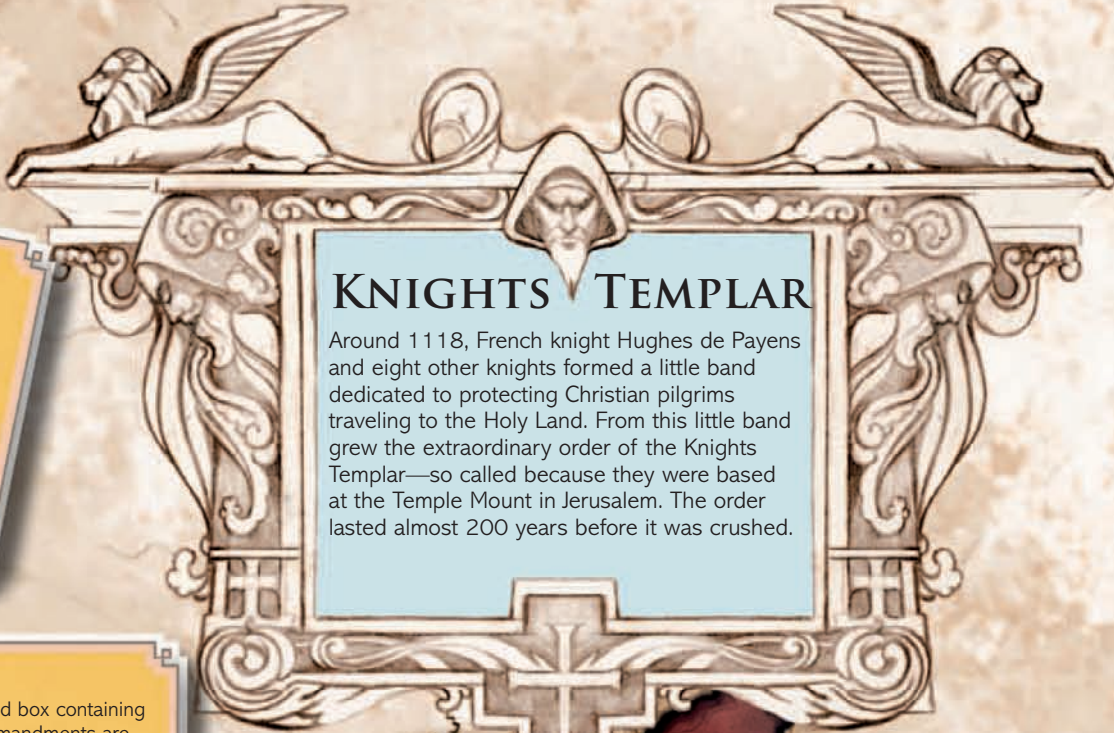 KNIGHTS TEMPLAR
Around 1118, French knight Hughes de Payens
and eight other knights formed a little band
dedicated to protecting Christian pilgrims
traveling to the Holy Land. From this little band
grew the extraordinary order of the Knights
Templar—so called because they were based
at the Temple Mount in Jerusalem. The order
lasted almost 200 years before it was crushed.
box containing
are